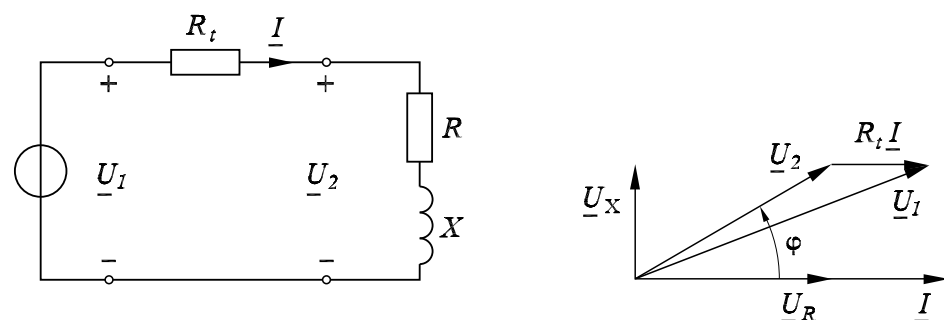 R_t I
+ +
U_1 U_2 R
X
− −
U_2 R_t I
U_X U_1
φ
U_R I